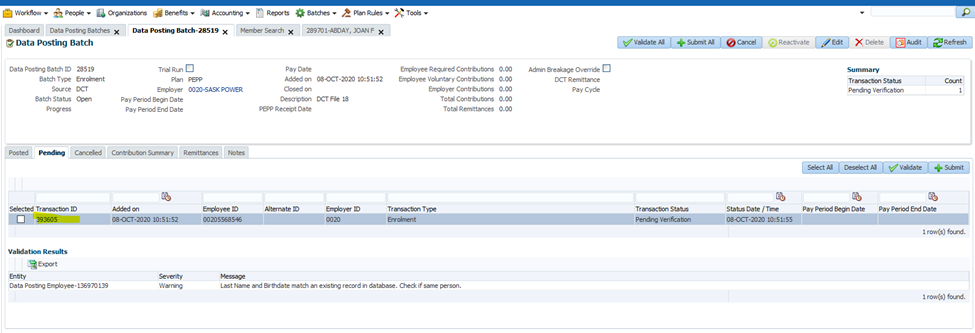 Workflow People Organizations Benefits Accounting Reports Batches Plan Rules Tools
Dashboard Data Posting Batches Data Posting Batch-28519 Member Search 289701-ABDAY, JOAN F
Data Posting Batch Validate All Submit All Cancel Reactivate Edit Delete Audit Refresh
Data Posting Batch ID 28519 Trial Run Pay Date Employee Required Contributions 0.00 Admin Breakage Override Summary
Batch Type Enrolment Plan PEPP Added on 08-OCT-2020 10:51:52 Employee Voluntary Contributions 0.00 DCT Remittance Transaction Status Count
Source DCT Employer 0020-SASK POWER Closed on Employer Contributions 0.00 Pay Cycle Pending Verification 1
Batch Status Open Pay Period Begin Date Description DCT File 18 Total Contributions 0.00
Progress Pay Period End Date PEPP Receipt Date Total Remittances 0.00
Posted Pending Cancelled Contribution Summary Remittances Notes
Select All Deselect All Validate Submit
Selected Transaction ID Added on Employee ID Alternate ID Employer ID Transaction Type Transaction Status Status Date / Time Pay Period Begin Date Pay Period End Date
393605 08-OCT-2020 10:51:52 00205568546 0020 Enrolment Pending Verification 08-OCT-2020 10:51:55
1 row(s) found.
Validation Results
Export
Entity Severity Message
Data Posting Employee-136970139 Warning Last Name and Birthdate match an existing record in database. Check if same person.
1 row(s) found.